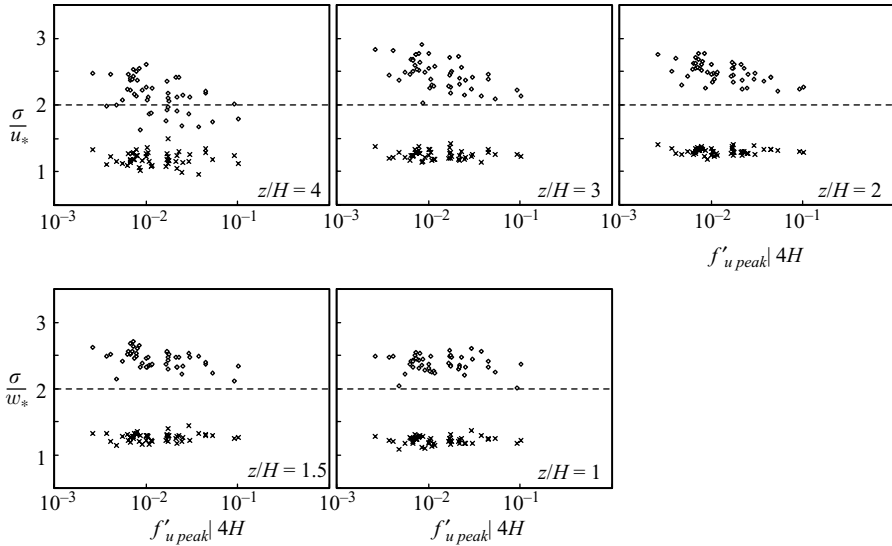 3
2
1
σ
u*
10⁻³ 10⁻² 10⁻¹
z/H = 4
10⁻³ 10⁻² 10⁻¹
z/H = 3
10⁻³ 10⁻² 10⁻¹
z/H = 2
f′u peak| 4H
3
2
1
σ
w*
10⁻³ 10⁻² 10⁻¹
z/H = 1.5
f′u peak| 4H
10⁻³ 10⁻² 10⁻¹
z/H = 1
f′u peak| 4H